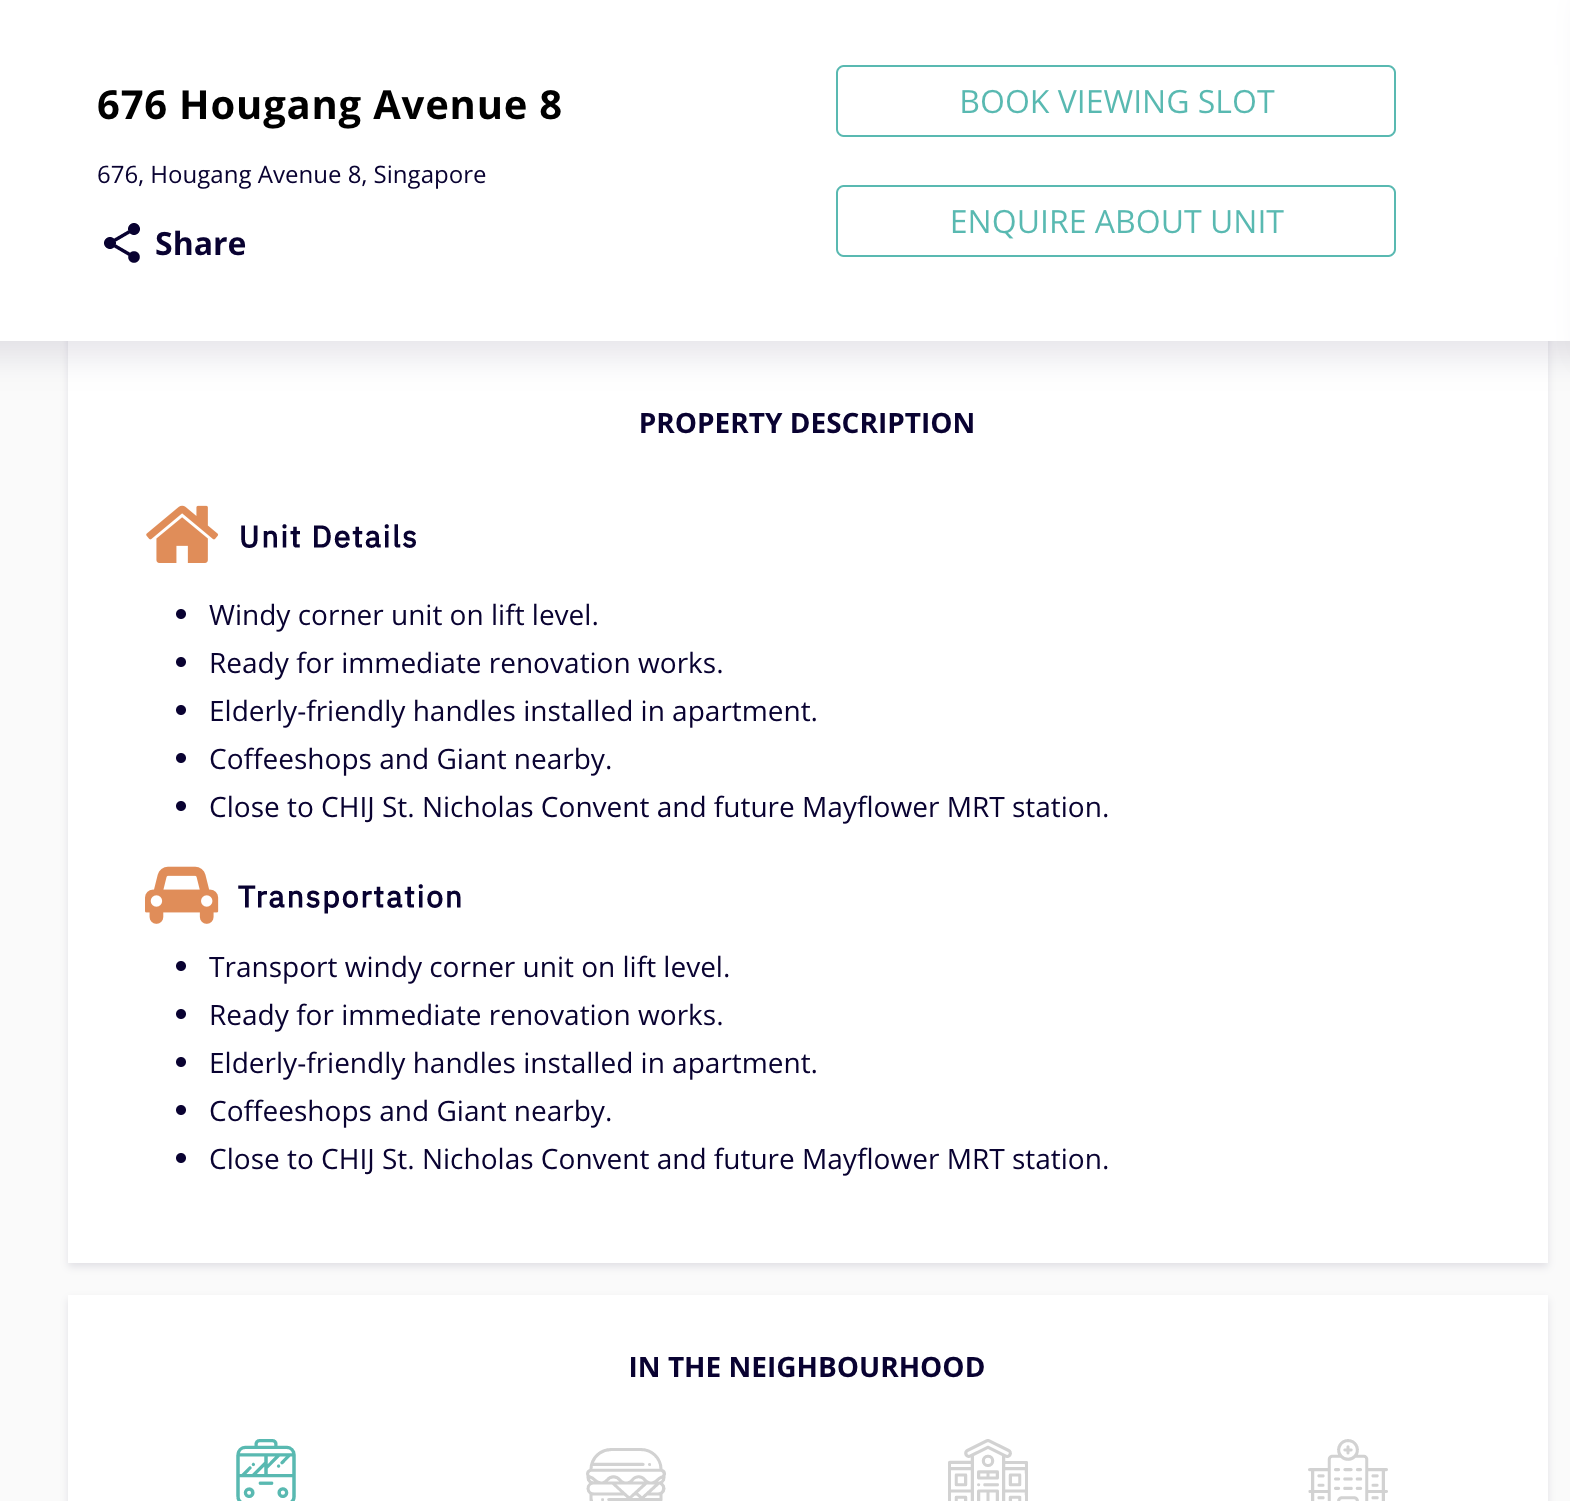 676 Hougang Avenue 8
676, Hougang Avenue 8, Singapore
Share
BOOK VIEWING SLOT
ENQUIRE ABOUT UNIT
PROPERTY DESCRIPTION
Unit Details
Windy corner unit on lift level.
Ready for immediate renovation works.
Elderly-friendly handles installed in apartment.
Coffeeshops and Giant nearby.
Close to CHIJ St. Nicholas Convent and future Mayflower MRT station.
Transportation
Transport windy corner unit on lift level.
Ready for immediate renovation works.
Elderly-friendly handles installed in apartment.
Coffeeshops and Giant nearby.
Close to CHIJ St. Nicholas Convent and future Mayflower MRT station.
IN THE NEIGHBOURHOOD